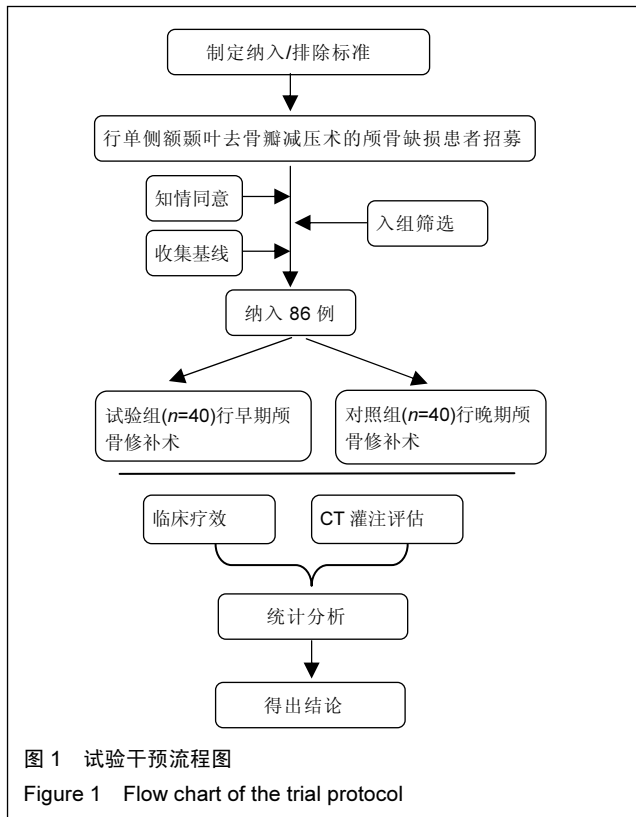 制定纳入/排除标准
行单侧额颞叶去骨瓣减压术的颅骨缺损患者招募
知情同意
入组筛选
收集基线
纳入 86 例
试验组(n=40)行早期颅
骨修补术
对照组(n=40)行晚期颅
骨修补术
临床疗效
CT 灌注评估
统计分析
得出结论
图 1 试验干预流程图
Figure 1 Flow chart of the trial protocol